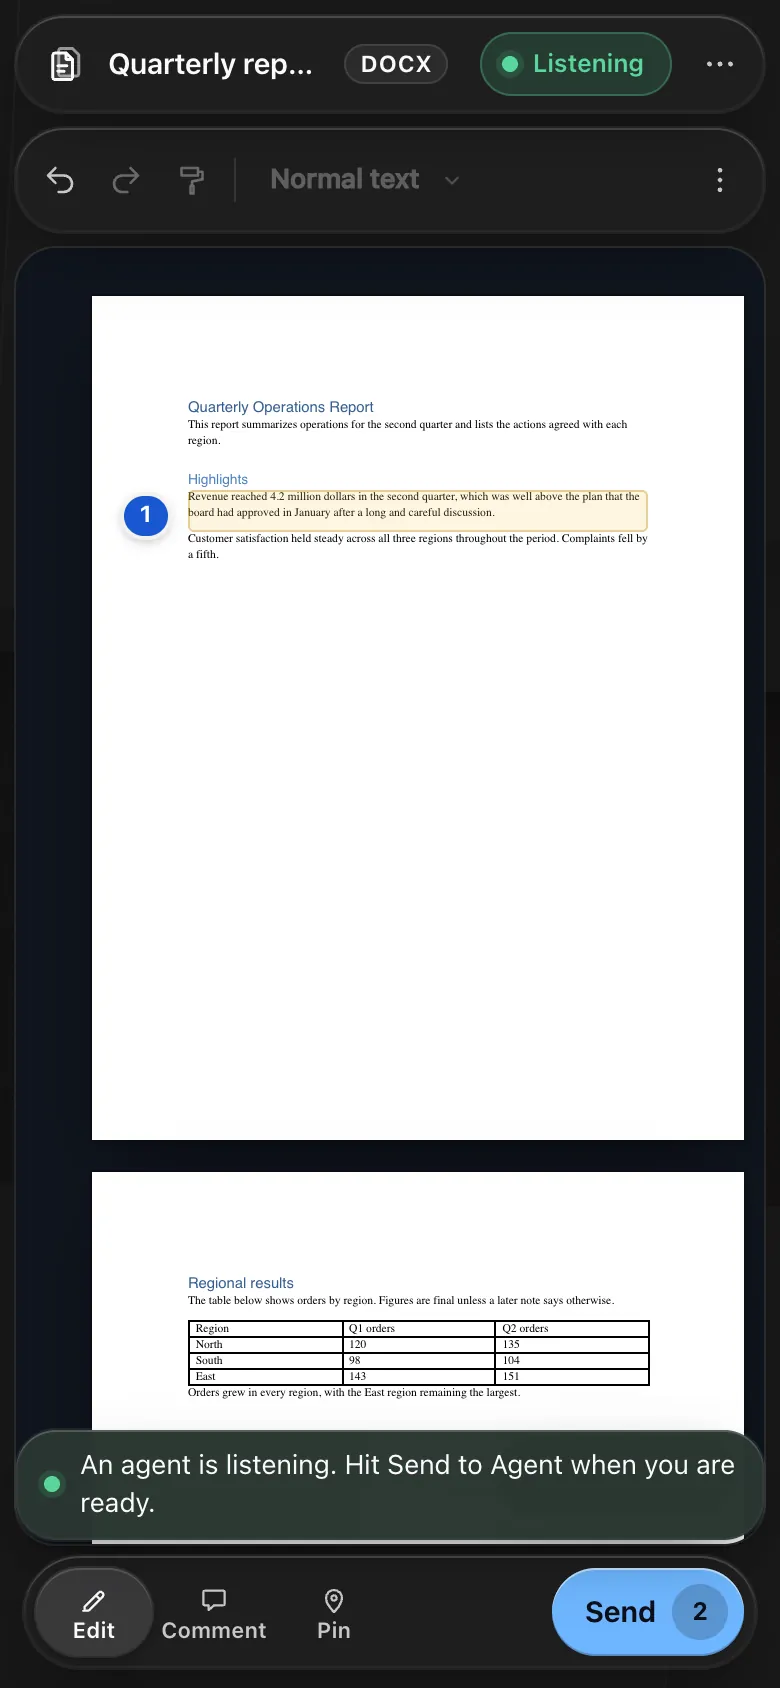 Quarterly rep...
DOCX
Listening
Normal text
Quarterly Operations Report
This report summarizes operations for the second quarter and lists the actions agreed with each
region.
Highlights
1
Revenue reached 4.2 million dollars in the second quarter, which was well above the plan that the
board had approved in January after a long and careful discussion.
Customer satisfaction held steady across all three regions throughout the period. Complaints fell by
a fifth.
Regional results
The table below shows orders by region. Figures are final unless a later note says otherwise.
Region Q1 orders Q2 orders
North 120 135
South 98 104
East 143 151
Orders grew in every region, with the East region remaining the largest.
An agent is listening. Hit Send to Agent when you are
ready.
Edit Comment Pin Send 2